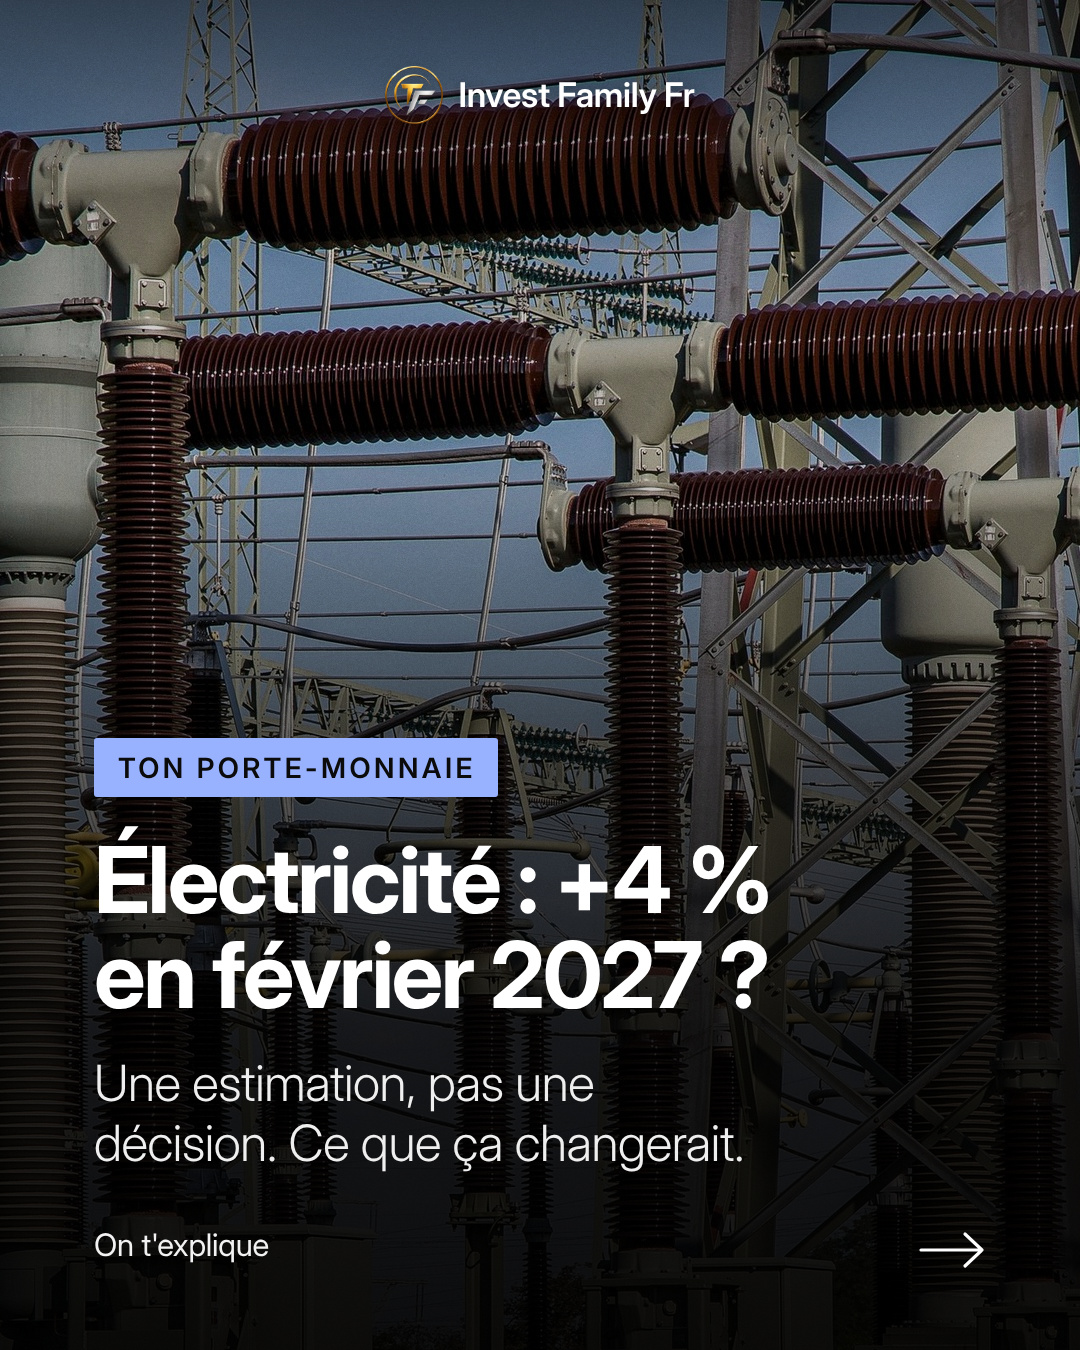 Invest Family Fr
TON PORTE-MONNAIE
Électricité : +4 %
en février 2027 ?
Une estimation, pas une
décision. Ce que ça changerait.
On t'explique